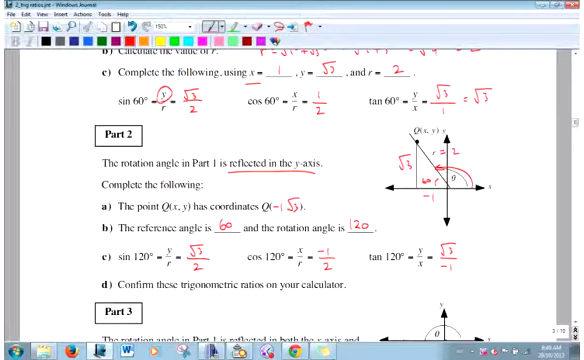 2_trig ratios.jnt - Windows Journal
File Edit View Insert Actions Tools Help
150%
b) Calculate the value of r.
c) Complete the following, using x = 1, y = √3, and r = 2.
sin 60° = y/r = √3/2 cos 60° = x/r = 1/2 tan 60° = y/x = √3/1 = √3
Part 2
The rotation angle in Part 1 is reflected in the y-axis.
Complete the following:
Q(x, y) y
r = 2
√3
60°
θ
x
-1
a) The point Q(x, y) has coordinates Q(-1 √3).
b) The reference angle is 60 and the rotation angle is 120.
c) sin 120° = y/r = √3/2 cos 120° = x/r = -1/2 tan 120° = y/x = √3/-1
d) Confirm these trigonometric ratios on your calculator.
Part 3
y
θ
The rotation angle in Part 1 is reflected in both the x-axis and
3 / 10
8:49 AM